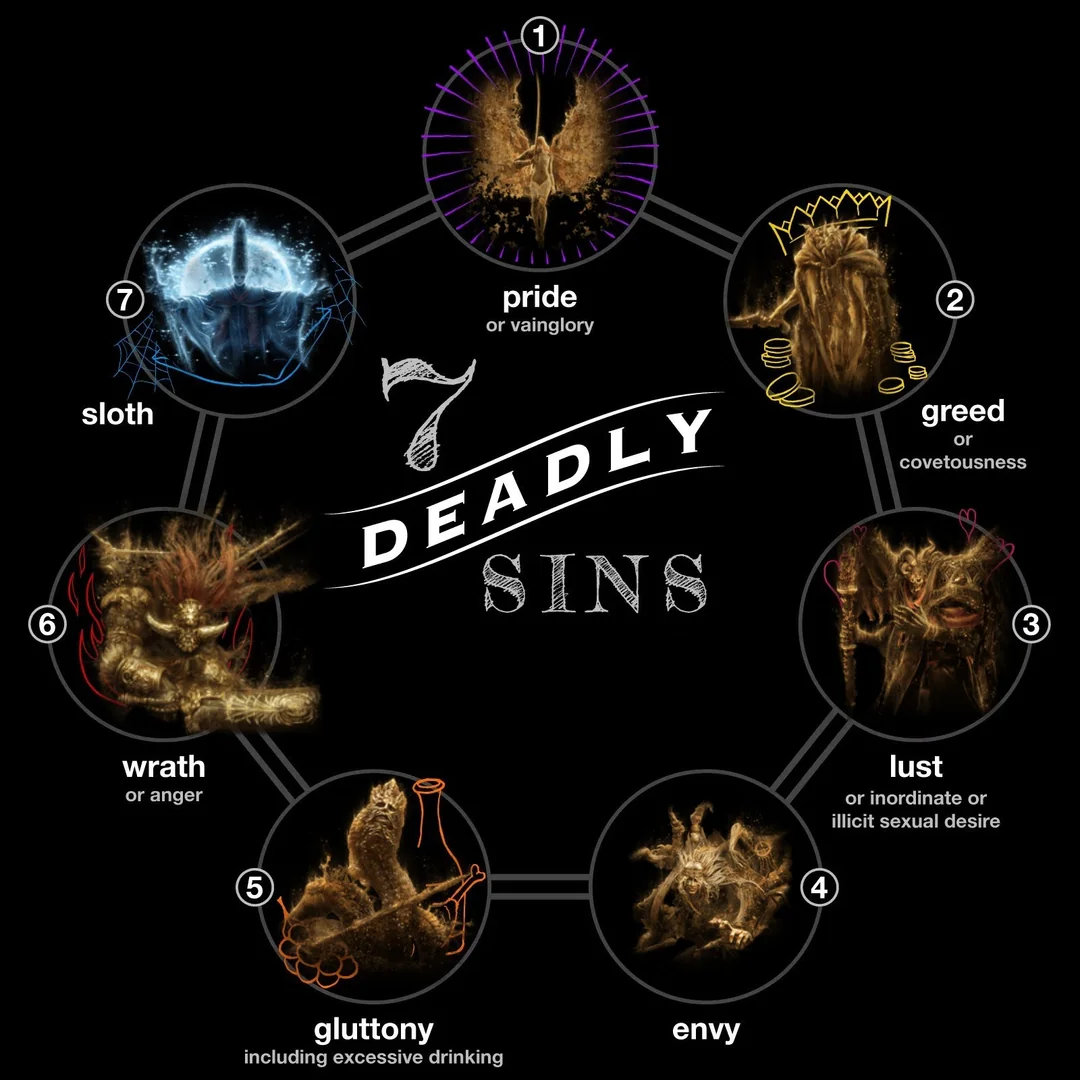 1
pride
or vainglory
2
greed
or
covetousness
3
lust
or inordinate or
illicit sexual desire
4
envy
5
gluttony
including excessive drinking
6
wrath
or anger
7
sloth
7
DEADLY
SINS